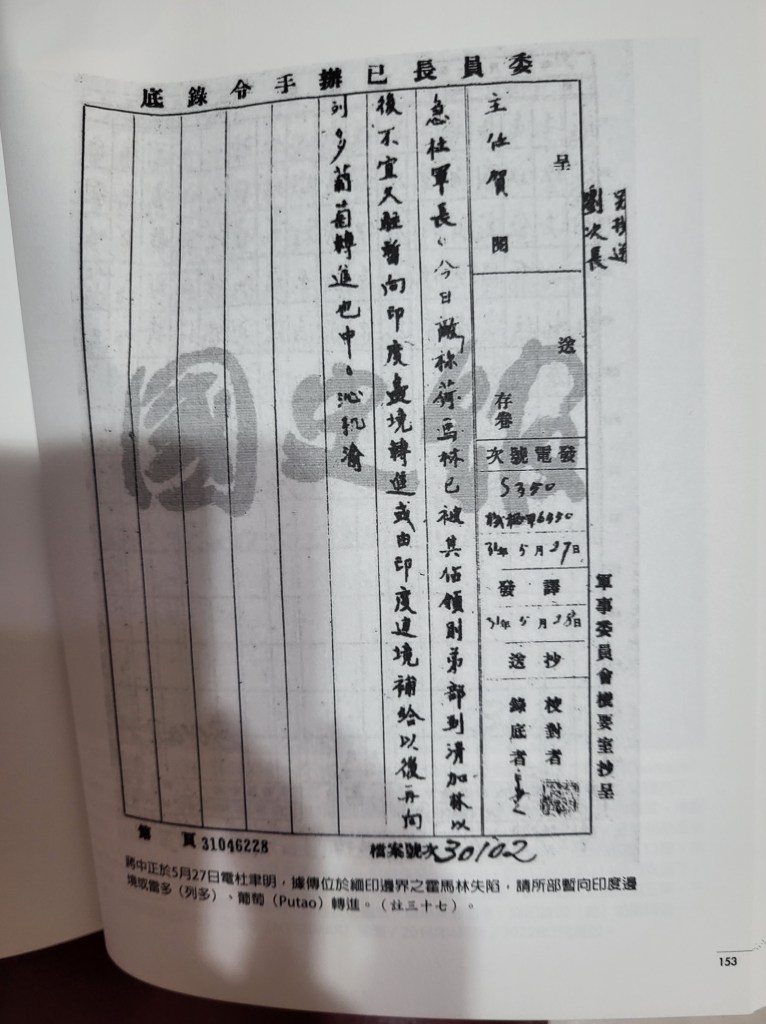 委員長已辦手令錄底
劉次長
呈
主任賀 閱
送
存卷
發電號次
5350
31年5月27日
譯發
31年5月28日
抄送
校對者
錄底者
軍事委員會機要室抄呈
急杜軍長。今日敵稱荷馬林已被其佔領則弟部到清加林以
後不宜久駐暫向印度邊境轉進或由印度邊境補給以後再向
列多葡萄轉進也中。沁機渝
國史館
第 頁 31046228
檔案號次 30102
蔣中正於5月27日電杜聿明，據傳位於緬印邊界之霍馬林失陷，請所部暫向印度邊
境或雷多（列多）、葡萄（Putao）轉進。（註三十七）。
153